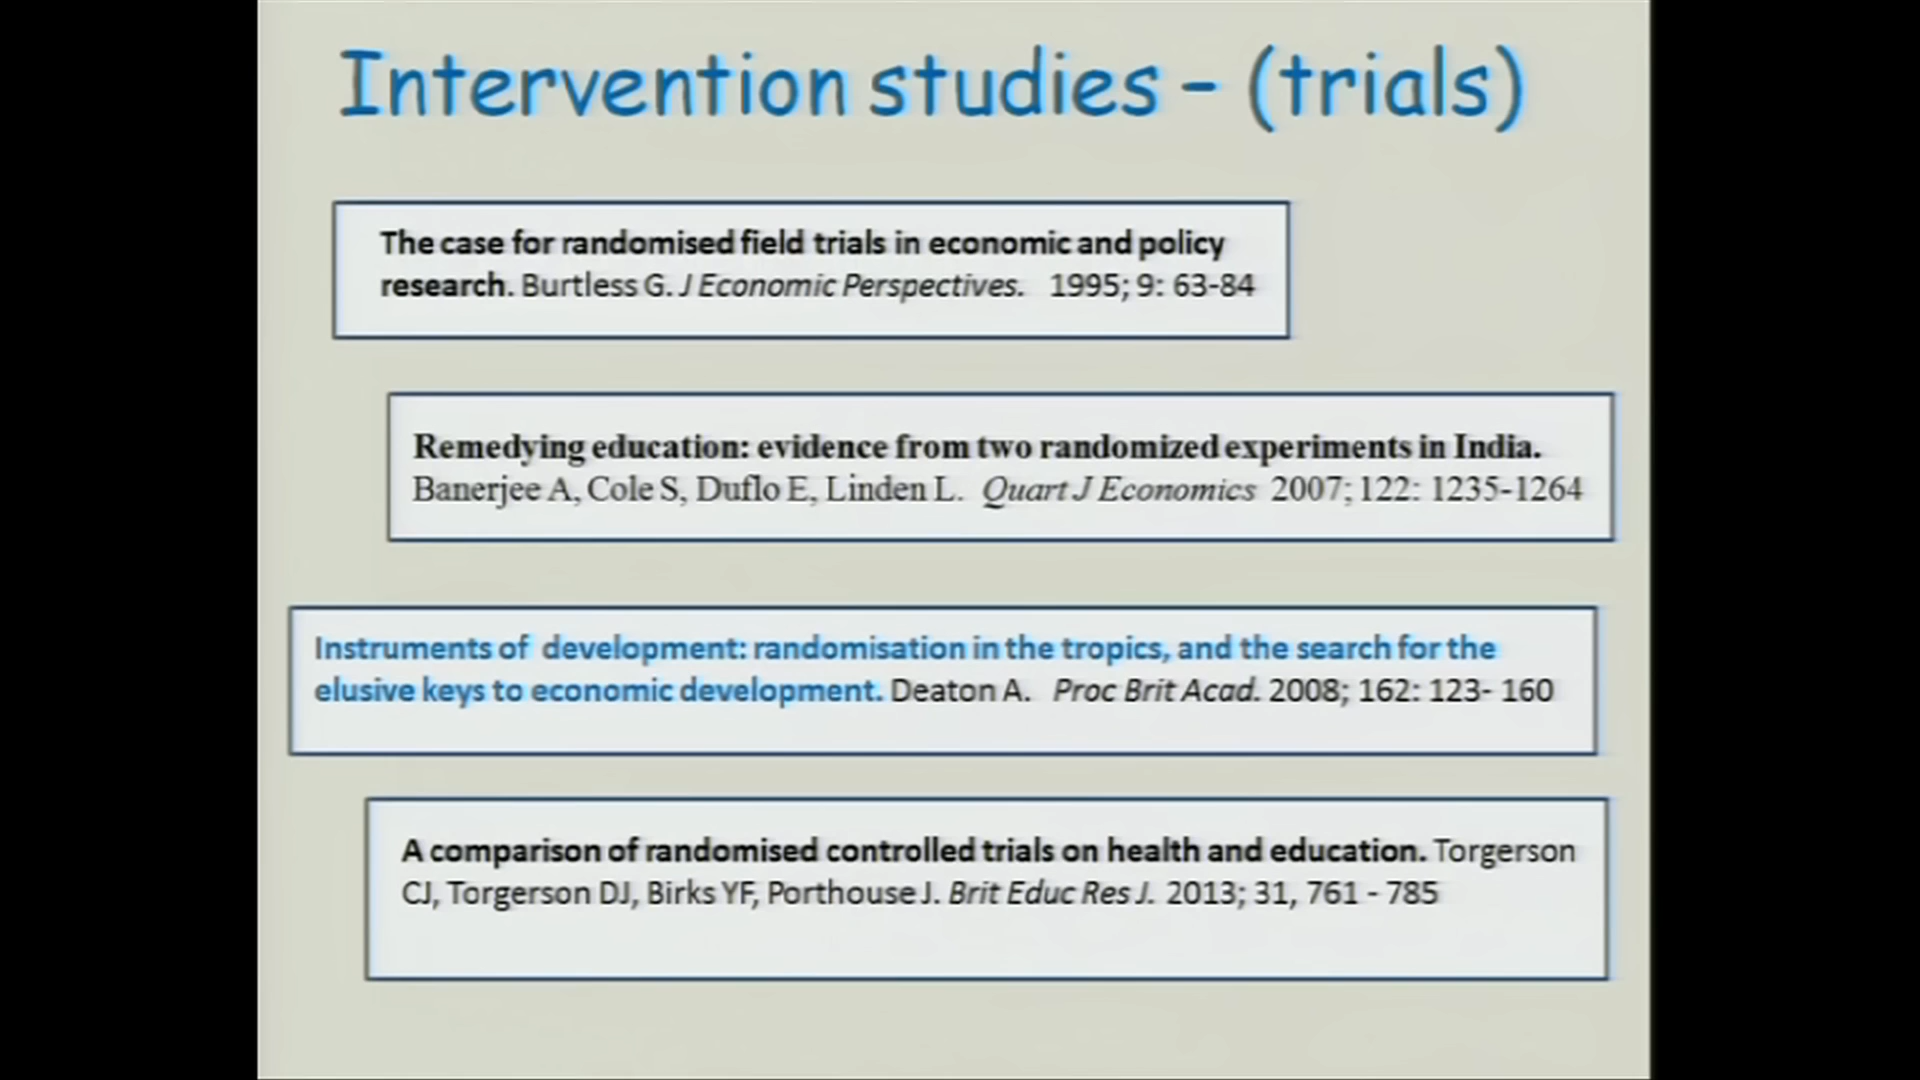 Intervention studies – (trials)
The case for randomised field trials in economic and policy
research. Burtless G. J Economic Perspectives. 1995; 9: 63-84
Remedying education: evidence from two randomized experiments in India.
Banerjee A, Cole S, Duflo E, Linden L. Quart J Economics 2007; 122: 1235-1264
Instruments of development: randomisation in the tropics, and the search for the
elusive keys to economic development. Deaton A. Proc Brit Acad. 2008; 162: 123- 160
A comparison of randomised controlled trials on health and education. Torgerson
CJ, Torgerson DJ, Birks YF, Porthouse J. Brit Educ Res J. 2013; 31, 761 - 785